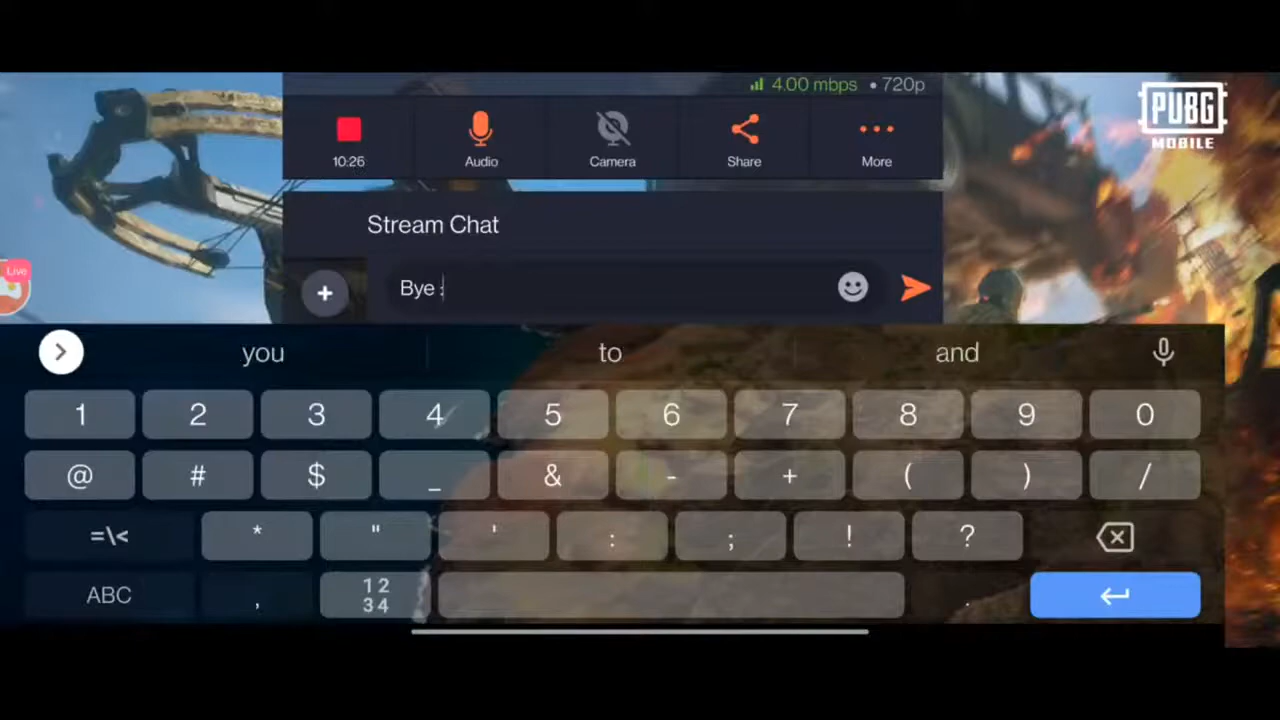 4.00 mbps • 720p
PUBG
MOBILE
10:26
Audio
Camera
Share
More
Stream Chat
Live
+
Bye :
you
to
and
1 2 3 4 5 6 7 8 9 0
@ # $ _ & - + ( ) /
=\< * " ' : ; ! ?
ABC , 12 .
34